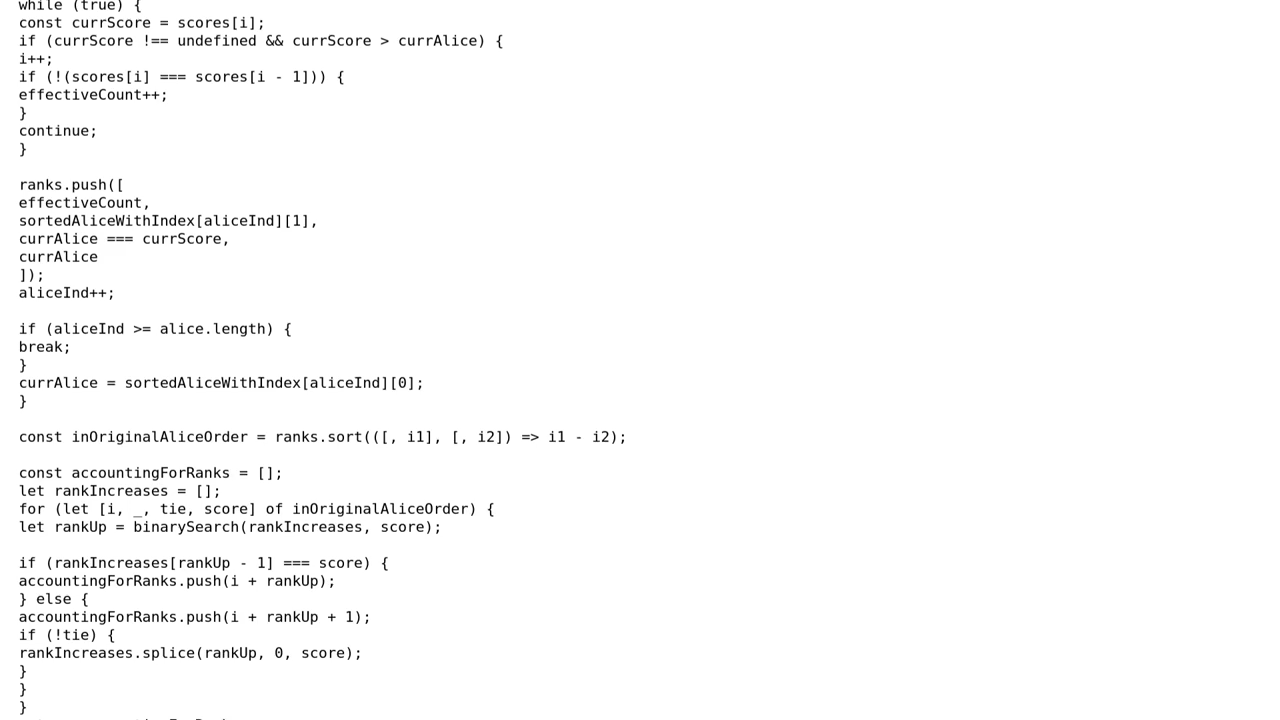 while (true) {
const currScore = scores[i];
if (currScore !== undefined && currScore > currAlice) {
i++;
if (!(scores[i] === scores[i - 1])) {
effectiveCount++;
}
continue;
}
ranks.push([
effectiveCount,
sortedAliceWithIndex[aliceInd][1],
currAlice === currScore,
currAlice
]);
aliceInd++;
if (aliceInd >= alice.length) {
break;
}
currAlice = sortedAliceWithIndex[aliceInd][0];
}
const inOriginalAliceOrder = ranks.sort(([, i1], [, i2]) => i1 - i2);
const accountingForRanks = [];
let rankIncreases = [];
for (let [i, _, tie, score] of inOriginalAliceOrder) {
let rankUp = binarySearch(rankIncreases, score);
if (rankIncreases[rankUp - 1] === score) {
accountingForRanks.push(i + rankUp);
} else {
accountingForRanks.push(i + rankUp + 1);
if (!tie) {
rankIncreases.splice(rankUp, 0, score);
}
}
}